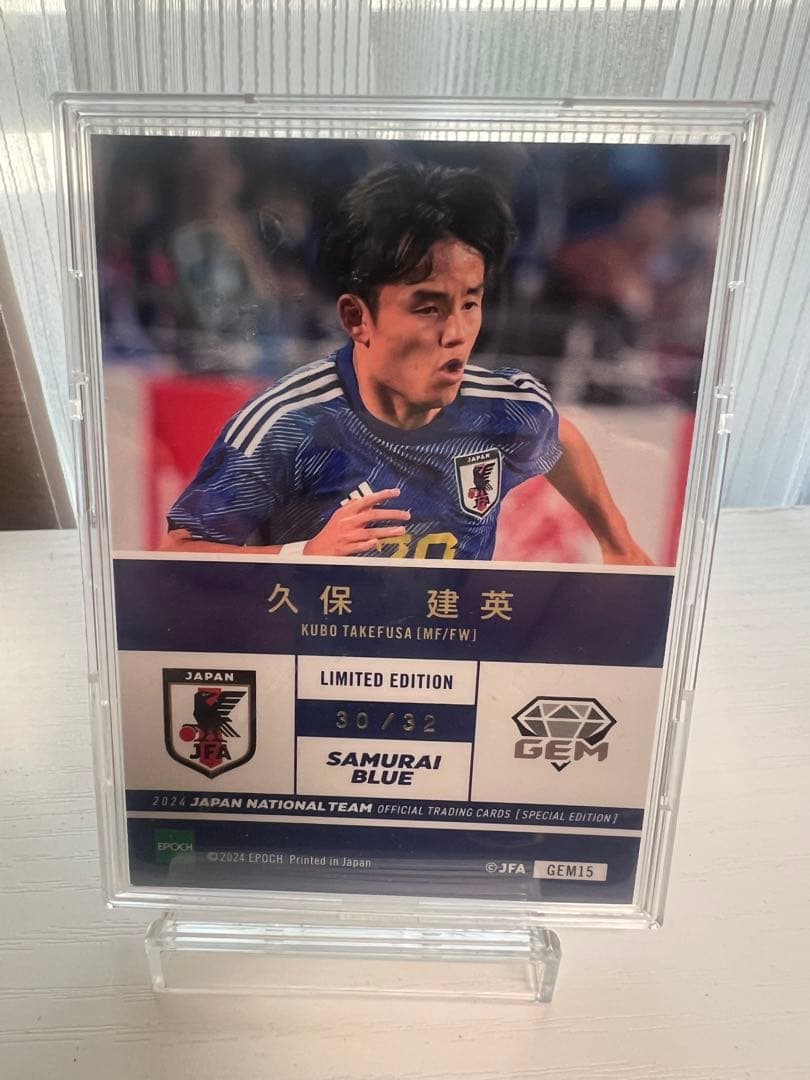 JAPAN
JFA
20
久保 建英
KUBO TAKEFUSA [MF/FW]
JAPAN
JFA
LIMITED EDITION
30/32
SAMURAI
BLUE
GEM
2024 JAPAN NATIONAL TEAM OFFICIAL TRADING CARDS [SPECIAL EDITION]
EPOCH
©2024 EPOCH Printed in Japan
©JFA GEM15